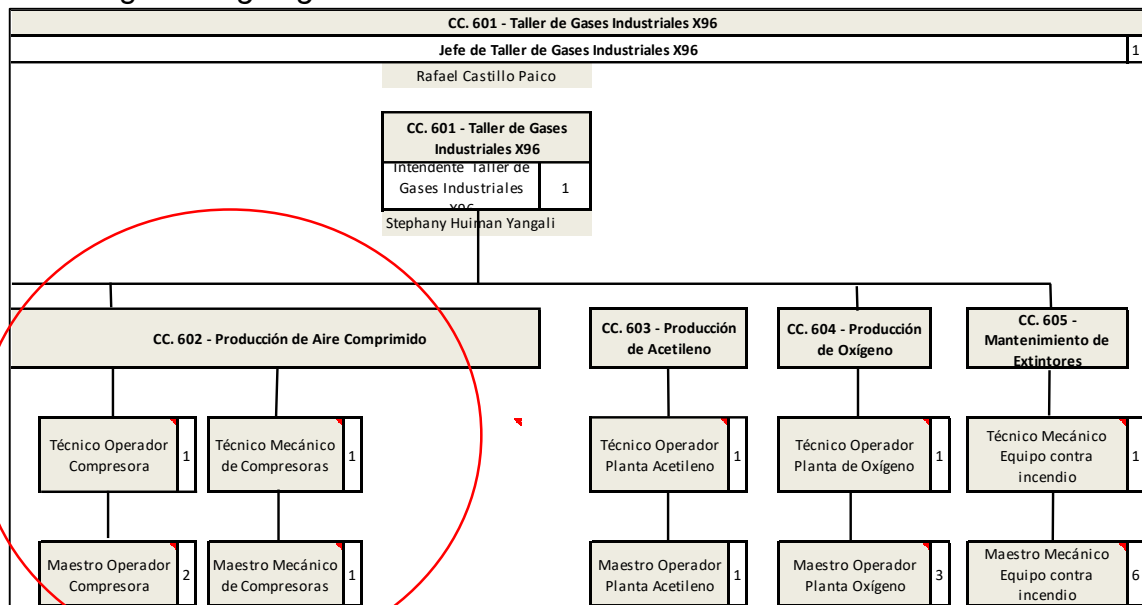 CC. 601 - Taller de Gases Industriales X96
Jefe de Taller de Gases Industriales X96 1
Rafael Castillo Paico
CC. 601 - Taller de Gases
Industriales X96
Intendente Taller de
Gases Industriales 1
X96
Stephany Huiman Yangali
CC. 602 - Producción de Aire Comprimido
CC. 603 - Producción
de Acetileno
CC. 604 - Producción
de Oxígeno
CC. 605 -
Mantenimiento de
Extintores
Técnico Operador
Compresora 1
Técnico Mecánico
de Compresoras 1
Técnico Operador
Planta Acetileno 1
Técnico Operador
Planta de Oxígeno 1
Técnico Mecánico
Equipo contra 1
incendio
Maestro Operador
Compresora 2
Maestro Mecánico
de Compresoras 1
Maestro Operador
Planta Acetileno 1
Maestro Operador
Planta Oxígeno 3
Maestro Mecánico
Equipo contra 6
incendio